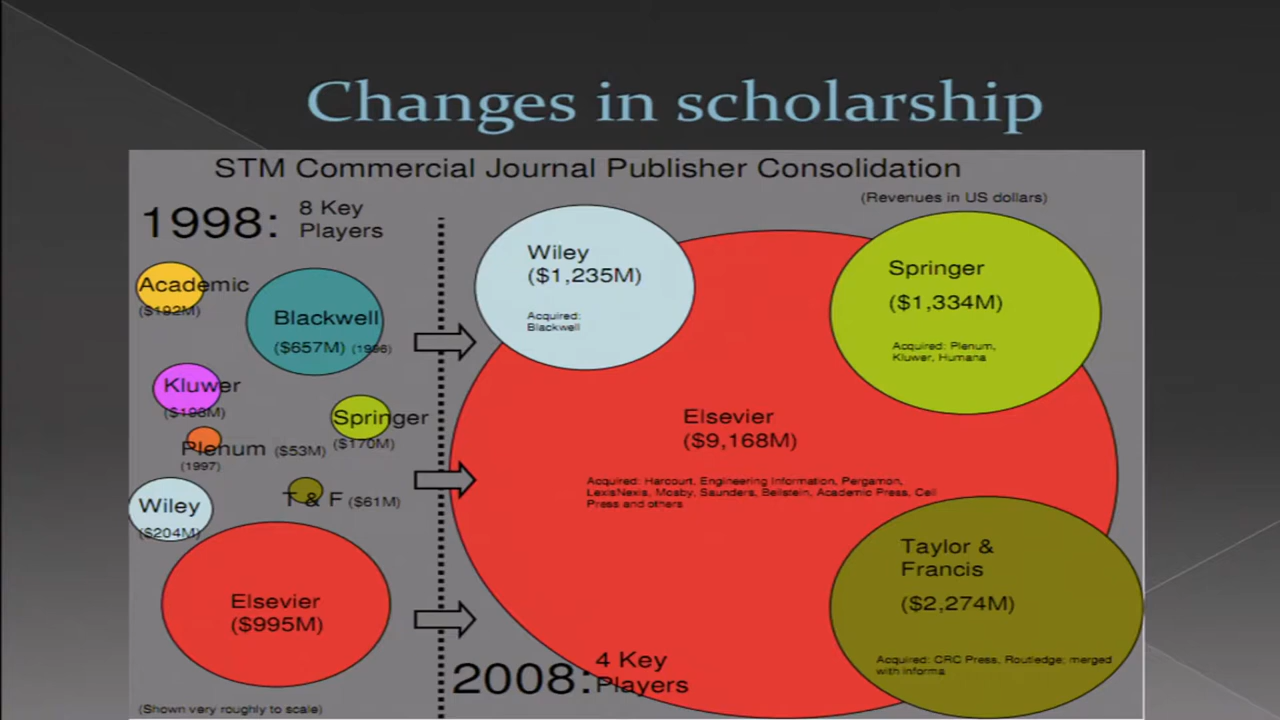 Changes in scholarship
STM Commercial Journal Publisher Consolidation
(Revenues in US dollars)
1998:
8 Key
Players
Academic
($192M)
Blackwell
($657M) (1996)
Kluwer
($198M)
Springer
($170M)
Plenum ($53M)
(1997)
T & F ($61M)
Wiley
($204M)
Elsevier
($995M)
(Shown very roughly to scale)
Wiley
($1,235M)
Acquired:
Blackwell
Springer
($1,334M)
Acquired: Plenum,
Kluwer, Humana
Elsevier
($9,168M)
Acquired: Harcourt, Engineering Information, Pergamon,
LexisNexis, Mosby, Saunders, Beilstein, Academic Press, Cell
Press and others
Taylor &
Francis
($2,274M)
Acquired: CRC Press, Routledge; merged
with Informa
2008:
4 Key
Players